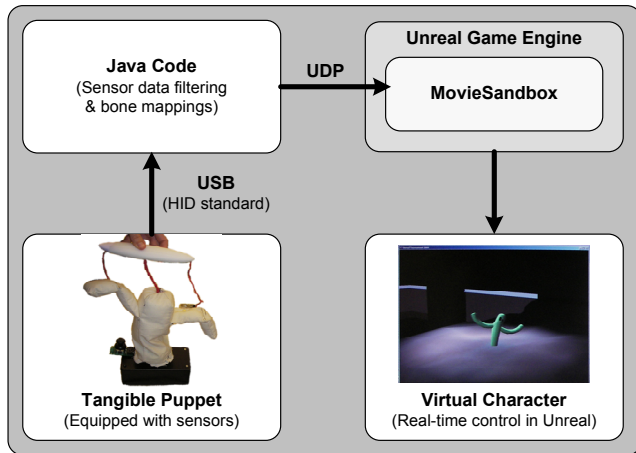 Java Code
(Sensor data filtering
& bone mappings)
UDP
Unreal Game Engine
MovieSandbox
USB
(HID standard)
Tangible Puppet
(Equipped with sensors)
Virtual Character
(Real-time control in Unreal)